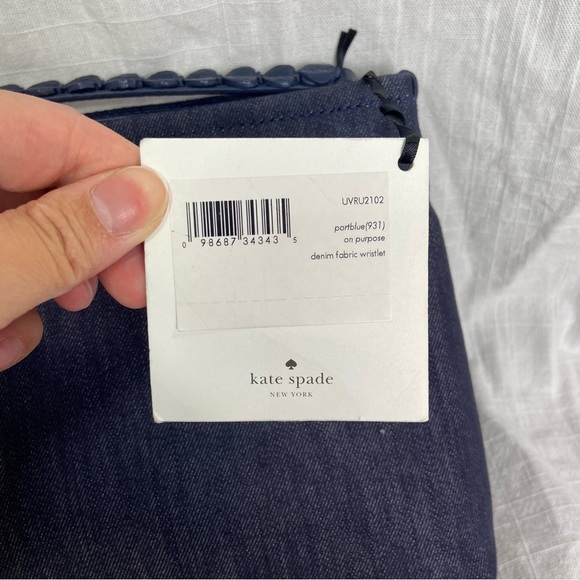 UVRU2102
portblue(931)
on purpose
denim fabric wristlet
0 98687 34343 5
kate spade
NEW YORK